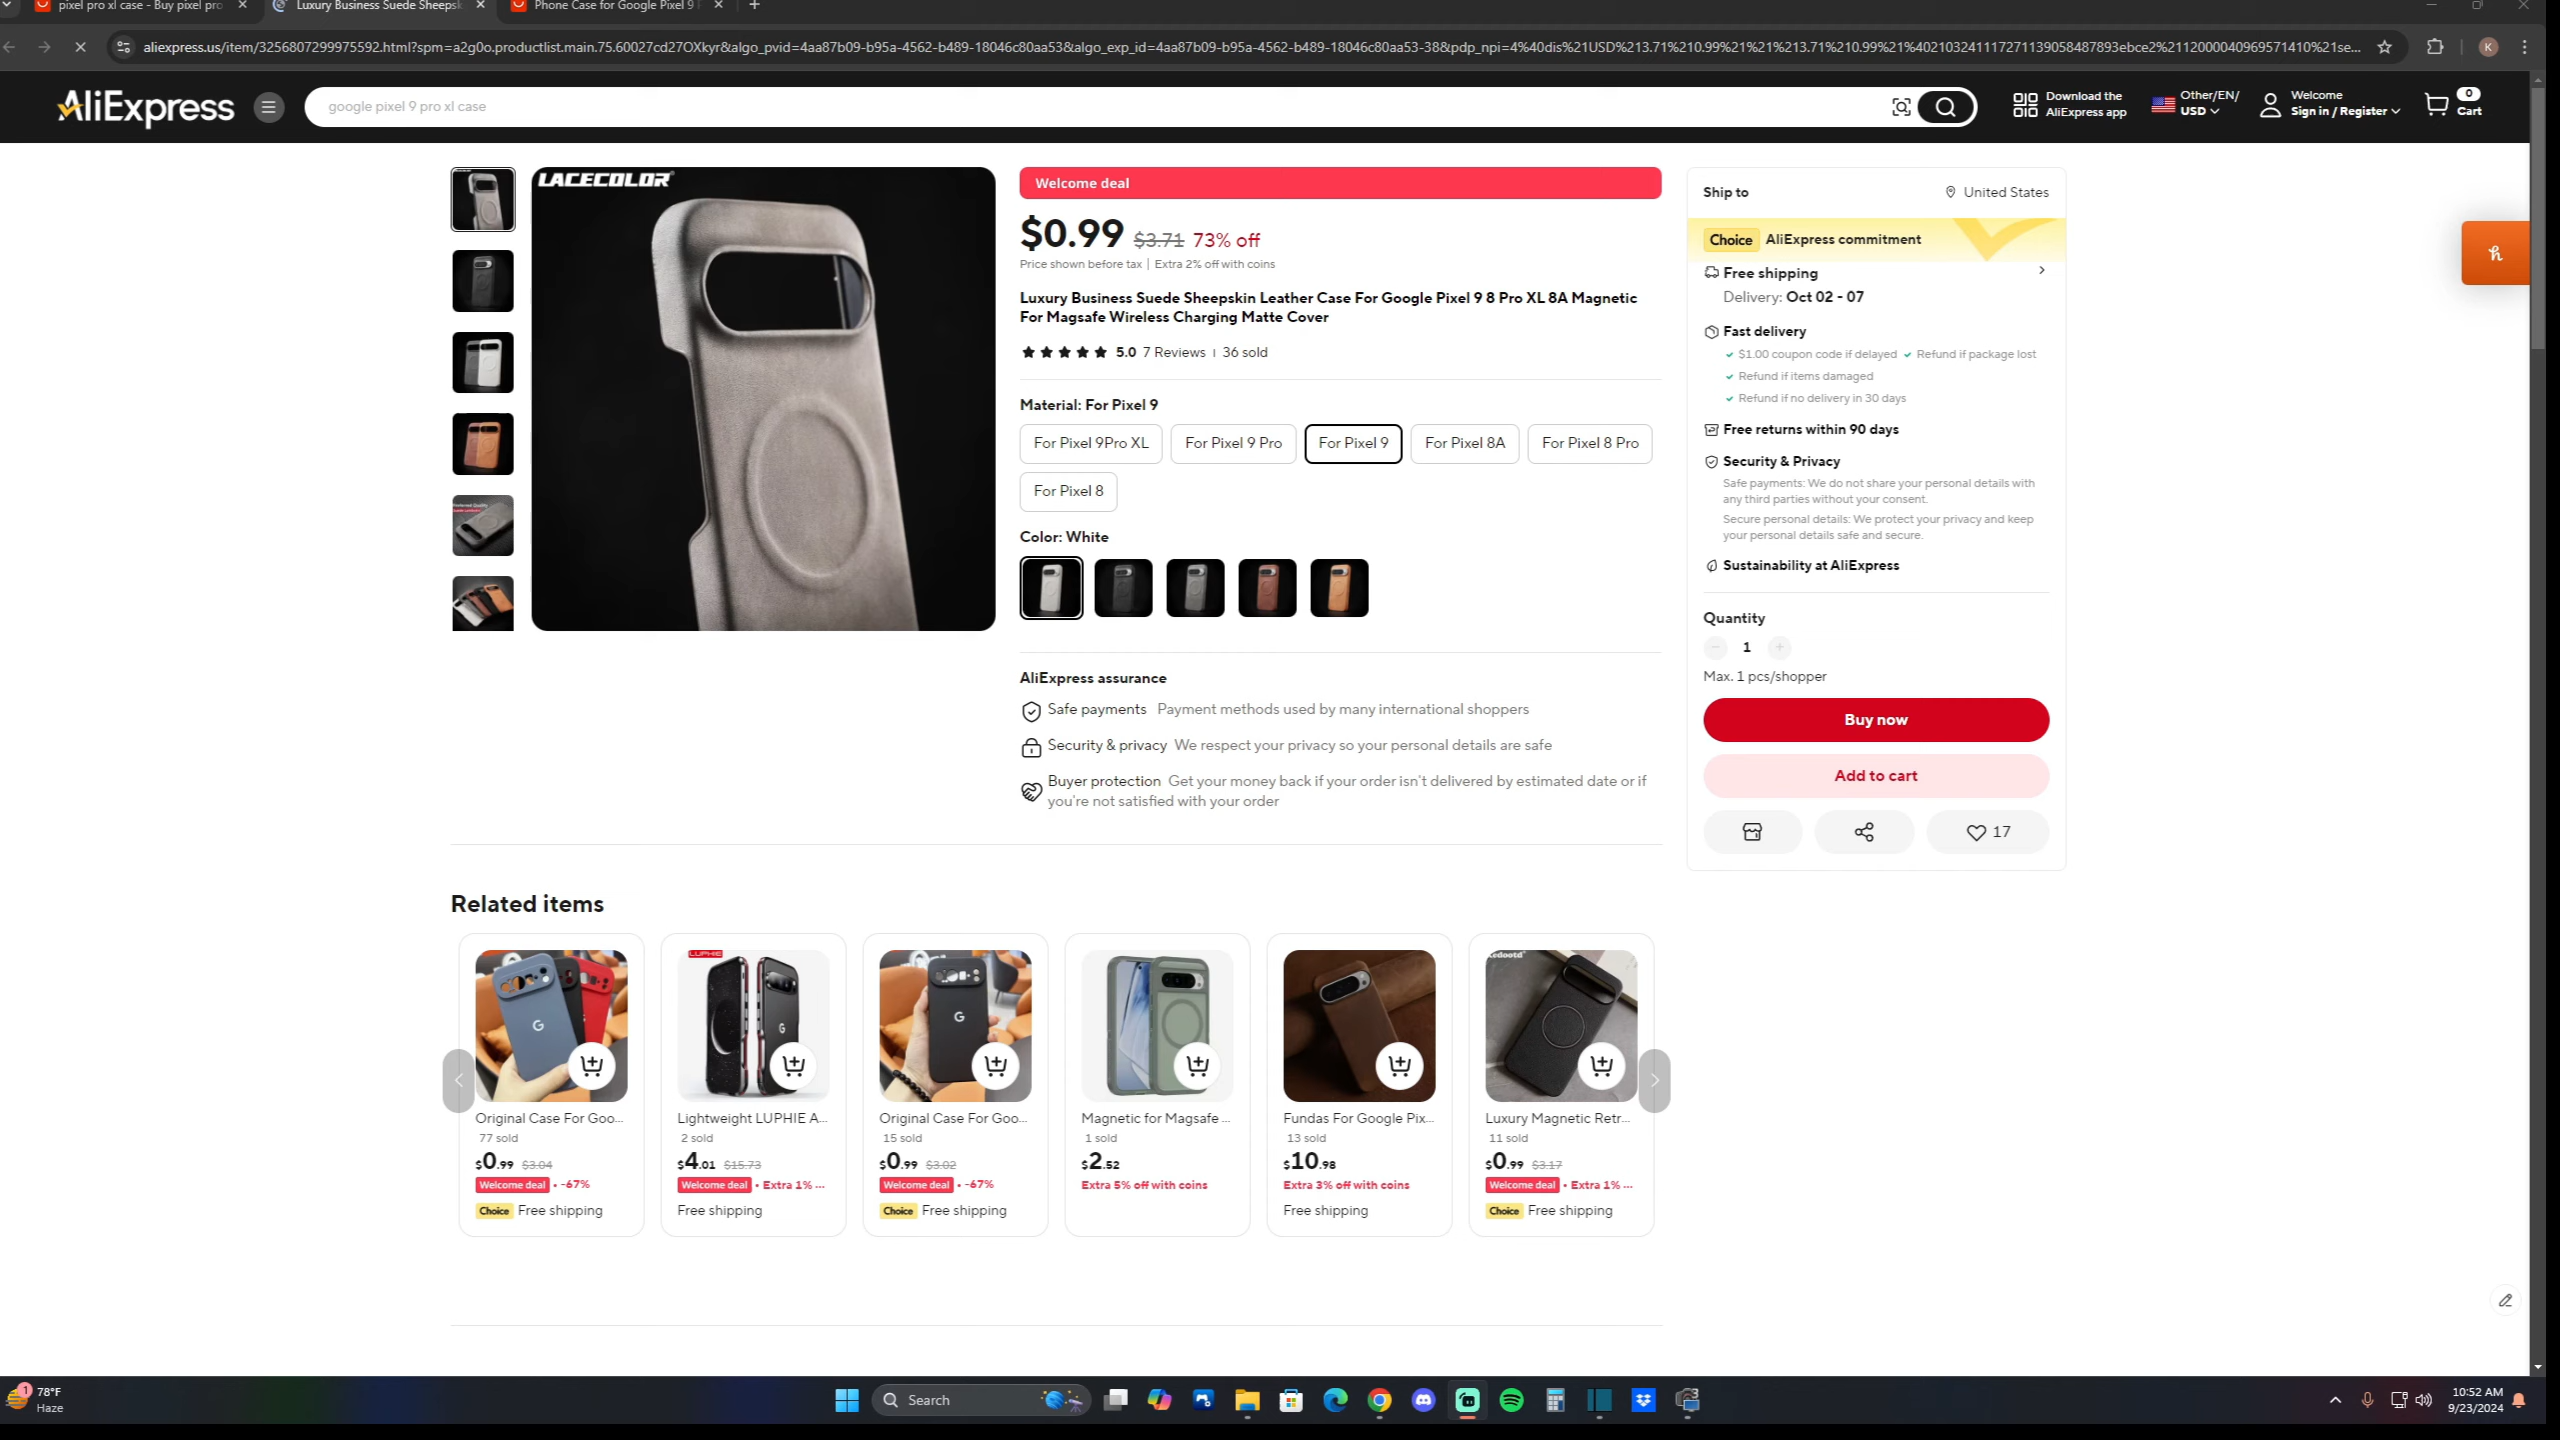 pixel pro xl case - Buy pixel pro
Luxury Business Suede Sheepsk
Phone Case for Google Pixel 9
aliexpress.us/item/3256807299975592.html?spm=a2g0o.productlist.main.75.60027cd27OXkyr&algo_pvid=4aa87b09-b95a-4562-b489-18046c80aa53&algo_exp_id=4aa87b09-b95a-4562-b489-18046c80aa53-38&pdp_npi=4%40dis%21USD%213.71%210.99%21%21%213.71%210.99%21%402103241117271139058487893ebce2%2112000040969571410%21se...
K
AliExpress
google pixel 9 pro xl case
Download the
AliExpress app
Other/EN/
USD
Welcome
Sign in / Register
0
Cart
LACECOLOR®
Welcome deal
$0.99 $3.71 73% off
Price shown before tax | Extra 2% off with coins
Luxury Business Suede Sheepskin Leather Case For Google Pixel 9 8 Pro XL 8A Magnetic
For Magsafe Wireless Charging Matte Cover
5.0 7 Reviews | 36 sold
Material: For Pixel 9
For Pixel 9Pro XL
For Pixel 9 Pro
For Pixel 9
For Pixel 8A
For Pixel 8 Pro
For Pixel 8
Color: White
AliExpress assurance
Safe payments Payment methods used by many international shoppers
Security & privacy We respect your privacy so your personal details are safe
Buyer protection Get your money back if your order isn't delivered by estimated date or if
you're not satisfied with your order
Ship to
United States
Choice AliExpress commitment
Free shipping
Delivery: Oct 02 - 07
Fast delivery
$1.00 coupon code if delayed Refund if package lost
Refund if items damaged
Refund if no delivery in 30 days
Free returns within 90 days
Security & Privacy
Safe payments: We do not share your personal details with
any third parties without your consent.
Secure personal details: We protect your privacy and keep
your personal details safe and secure.
Sustainability at AliExpress
Quantity
− 1 +
Max. 1 pcs/shopper
Buy now
Add to cart
17
Related items
Original Case For Goo...
77 sold
$0.99 $3.04
Welcome deal • -67%
Choice Free shipping
LUPHIE
Lightweight LUPHIE A...
2 sold
$4.01 $15.73
Welcome deal • Extra 1% ...
Free shipping
Original Case For Goo...
15 sold
$0.99 $3.02
Welcome deal • -67%
Choice Free shipping
Magnetic for Magsafe ...
1 sold
$2.52
Extra 5% off with coins
Fundas For Google Pix...
13 sold
$10.98
Extra 3% off with coins
Free shipping
Luxury Magnetic Retr...
11 sold
$0.99 $3.17
Welcome deal • Extra 1% ...
Choice Free shipping
1
78°F
Haze
Search
10:52 AM
9/23/2024